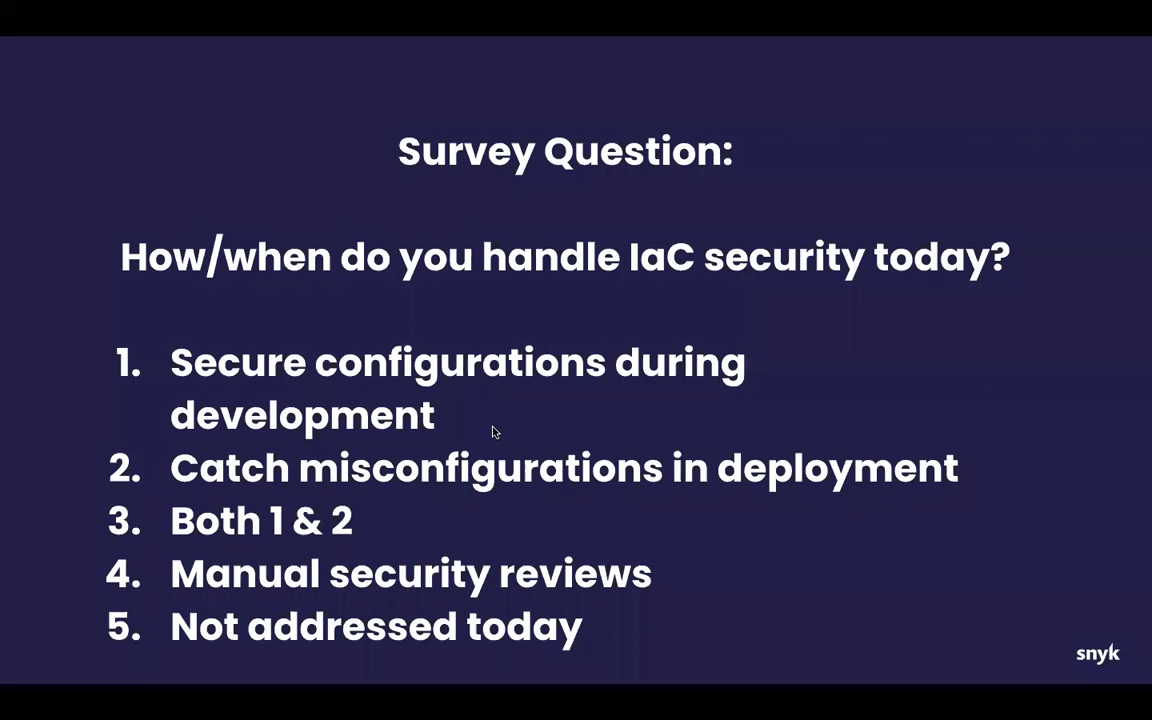 Survey Question:
How/when do you handle IaC security today?
1. Secure configurations during
development
2. Catch misconfigurations in deployment
3. Both 1 & 2
4. Manual security reviews
5. Not addressed today
snyk